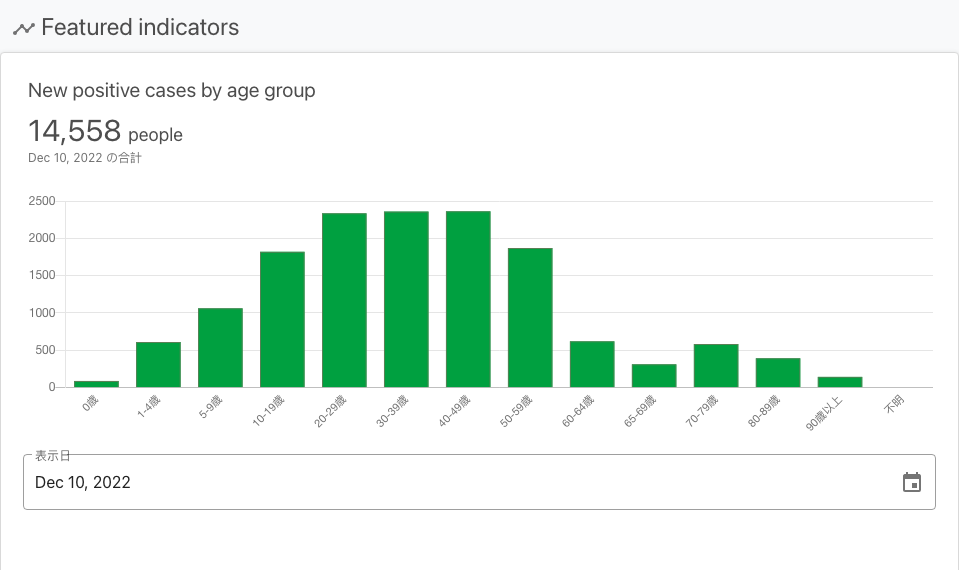 Featured indicators
New positive cases by age group
14,558 people
Dec 10, 2022 の合計
2500
2000
1500
1000
500
0
0歳
1-4歳
5-9歳
10-19歳
20-29歳
30-39歳
40-49歳
50-59歳
60-64歳
65-69歳
70-79歳
80-89歳
90歳以上
不明
表示日
Dec 10, 2022